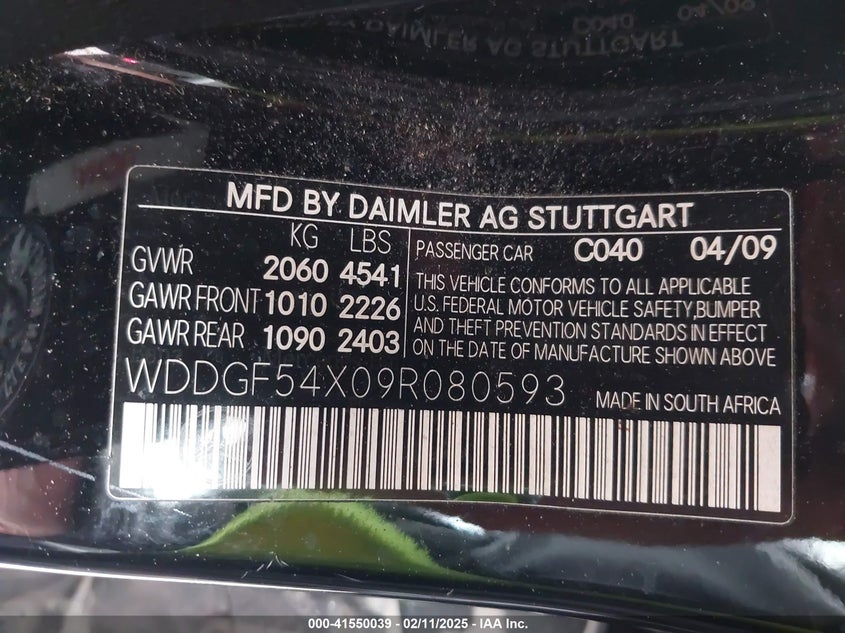 MFD BY DAIMLER AG STUTTGART
KG LBS
GVWR 2060 4541
GAWR FRONT 1010 2226
GAWR REAR 1090 2403
PASSENGER CAR C040 04/09
THIS VEHICLE CONFORMS TO ALL APPLICABLE
U.S. FEDERAL MOTOR VEHICLE SAFETY,BUMPER
AND THEFT PREVENTION STANDARDS IN EFFECT
ON THE DATE OF MANUFACTURE SHOWN ABOVE
WDDGF54X09R080593
MADE IN SOUTH AFRICA
000-41550039 - 02/11/2025 - IAA Inc.